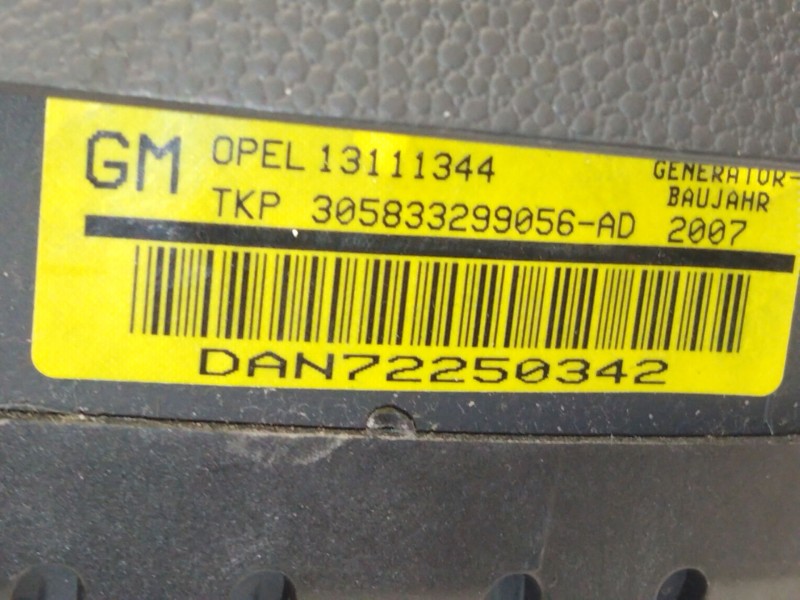 GM OPEL 13111344 GENERATOR-
BAUJAHR
TKP 305833299056-AD 2007
DAN72250342